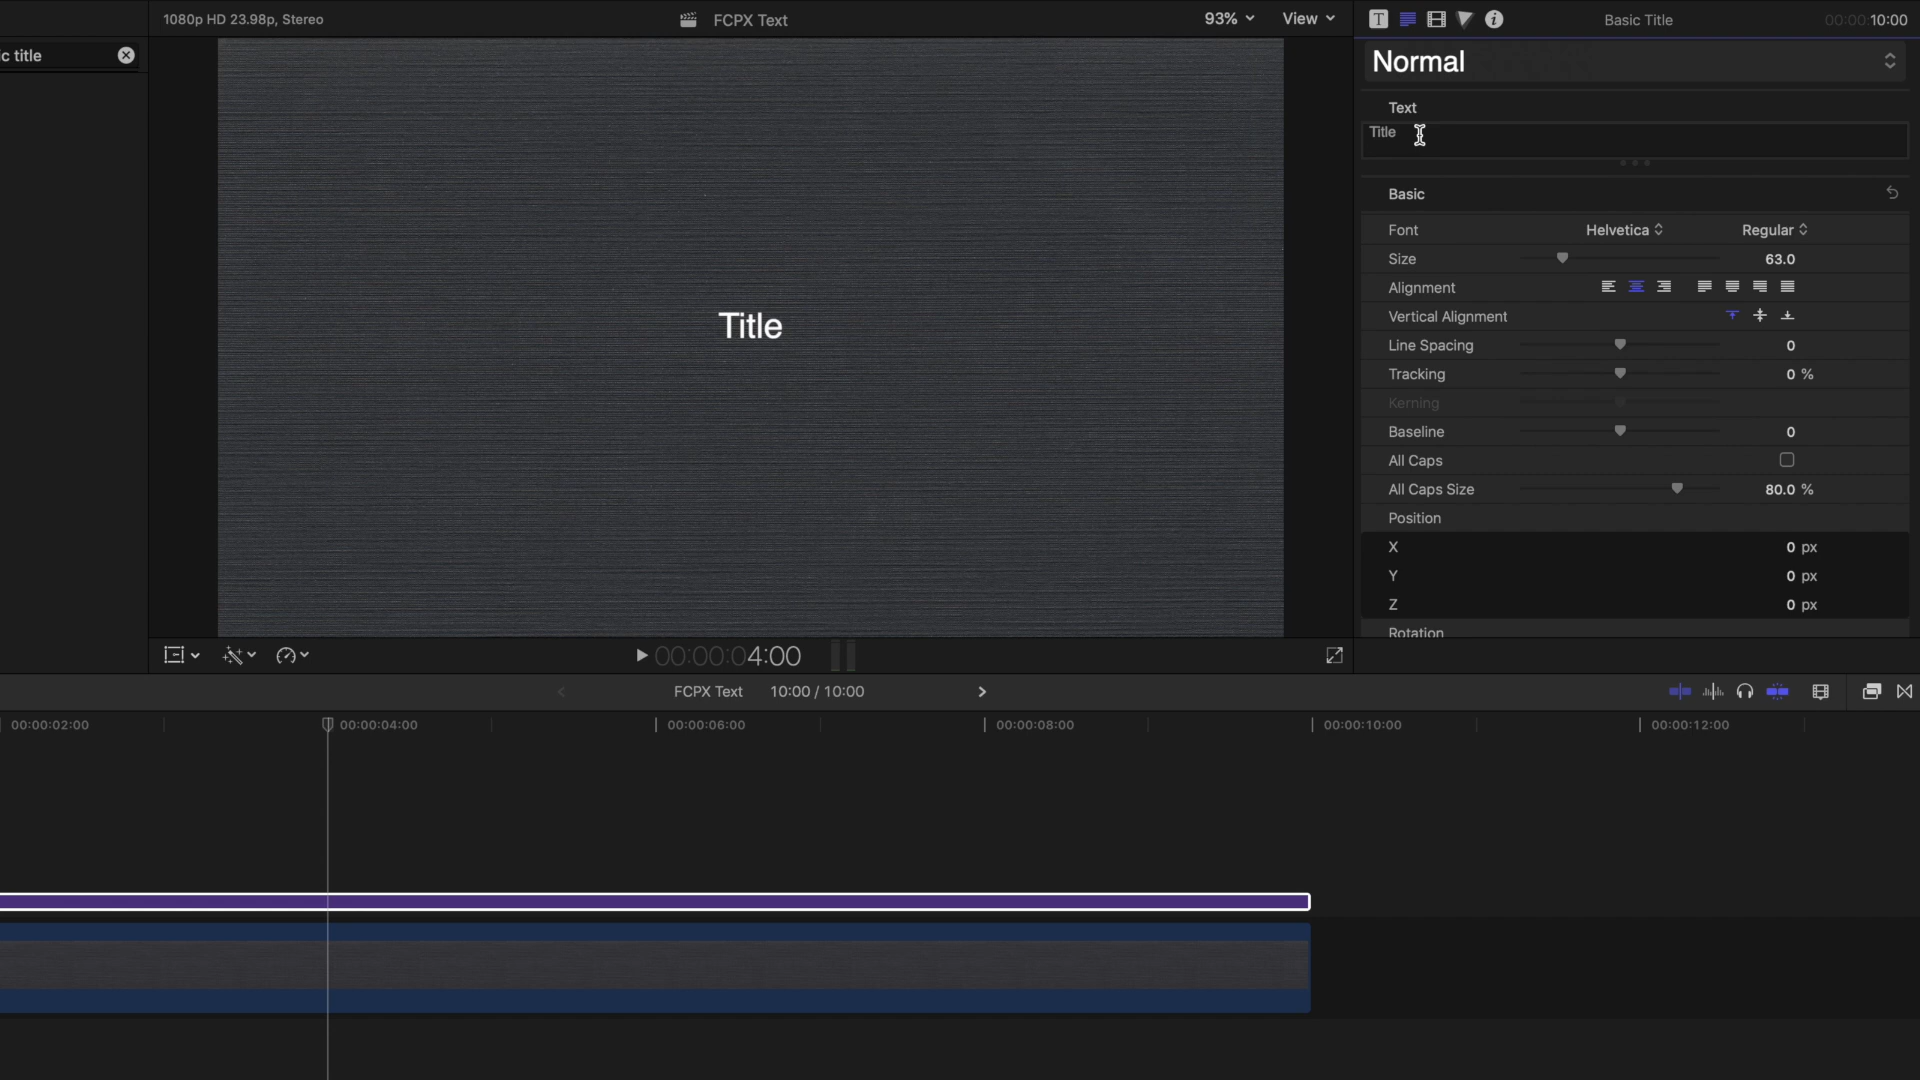 1080p HD 23.98p, Stereo
FCPX Text
93%
View
T
i
Basic Title
00:00:10:00
c title
Normal
Text
Title
Basic
Font
Helvetica
Regular
Size
63.0
Alignment
Vertical Alignment
Line Spacing
0
Tracking
0 %
Kerning
Baseline
0
All Caps
All Caps Size
80.0 %
Position
X
0 px
Y
0 px
Z
0 px
Rotation
Title
00:00:04:00
FCPX Text
10:00 / 10:00
00:00:02:00
00:00:04:00
00:00:06:00
00:00:08:00
00:00:10:00
00:00:12:00